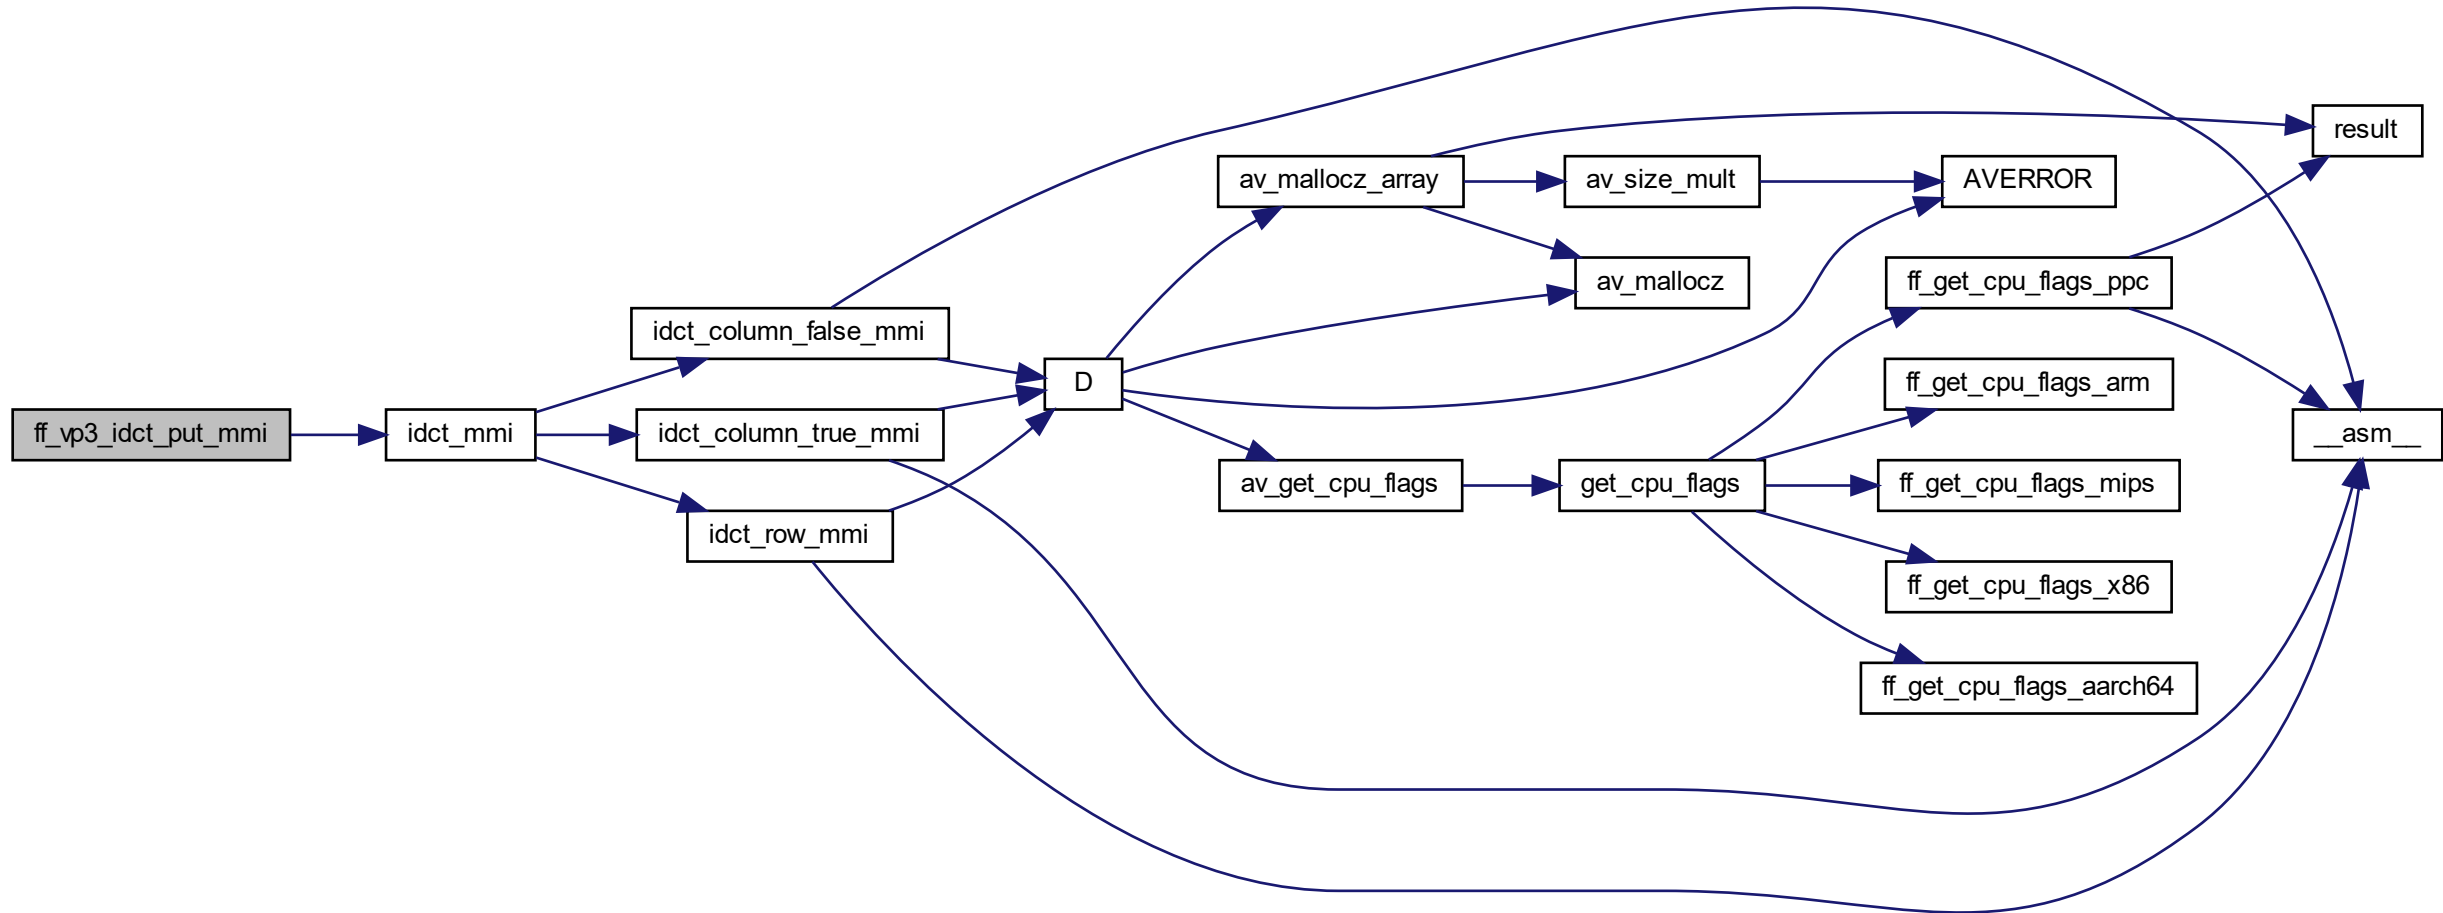 ff_vp3_idct_put_mmi
idct_mmi
idct_column_false_mmi
idct_column_true_mmi
idct_row_mmi
D
av_mallocz_array
av_get_cpu_flags
av_size_mult
av_mallocz
get_cpu_flags
AVERROR
ff_get_cpu_flags_ppc
ff_get_cpu_flags_arm
ff_get_cpu_flags_mips
ff_get_cpu_flags_x86
ff_get_cpu_flags_aarch64
result
__asm__